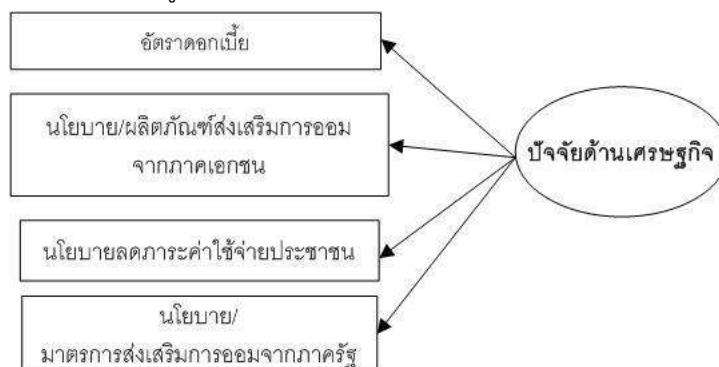 อัตราดอกเบี้ย
นโยบาย/ผลิตภัณฑ์ส่งเสริมการออม
จากภาคเอกชน
ปัจจัยด้านเศรษฐกิจ
นโยบายลดภาระค่าใช้จ่ายประชาชน
นโยบาย/
มาตรการส่งเสริมการออมจากภาครัฐ